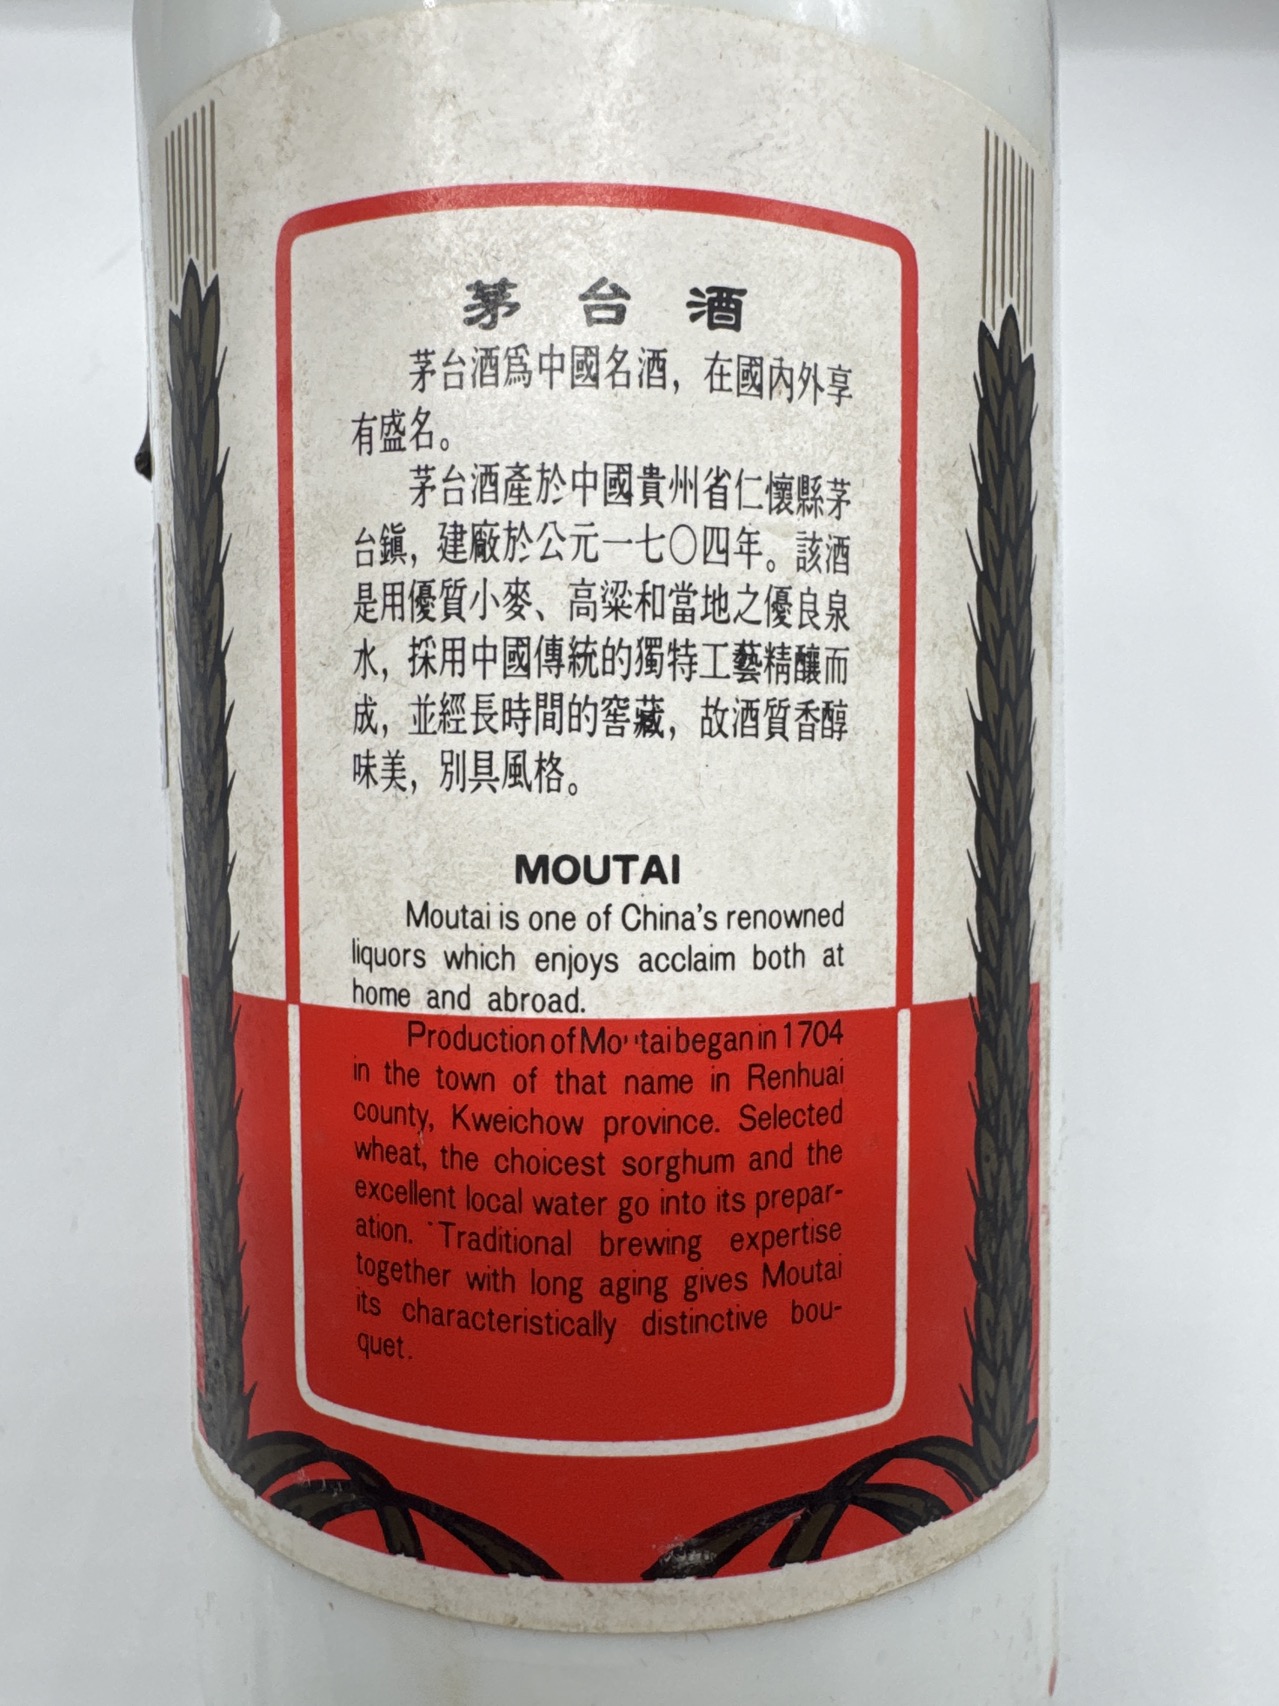 茅台酒
茅台酒爲中國名酒，在國內外享
有盛名。
茅台酒產於中國貴州省仁懷縣茅
台鎮，建廠於公元一七〇四年。該酒
是用優質小麥、高粱和當地之優良泉
水，採用中國傳統的獨特工藝精釀而
成，並經長時間的窖藏，故酒質香醇
味美，別具風格。
MOUTAI
Moutai is one of China's renowned
liquors which enjoys acclaim both at
home and abroad.
Production of Moutai began in 1704
in the town of that name in Renhuai
county, Kweichow province. Selected
wheat, the choicest sorghum and the
excellent local water go into its prepar-
ation. Traditional brewing expertise
together with long aging gives Moutai
its characteristically distinctive bou-
quet.